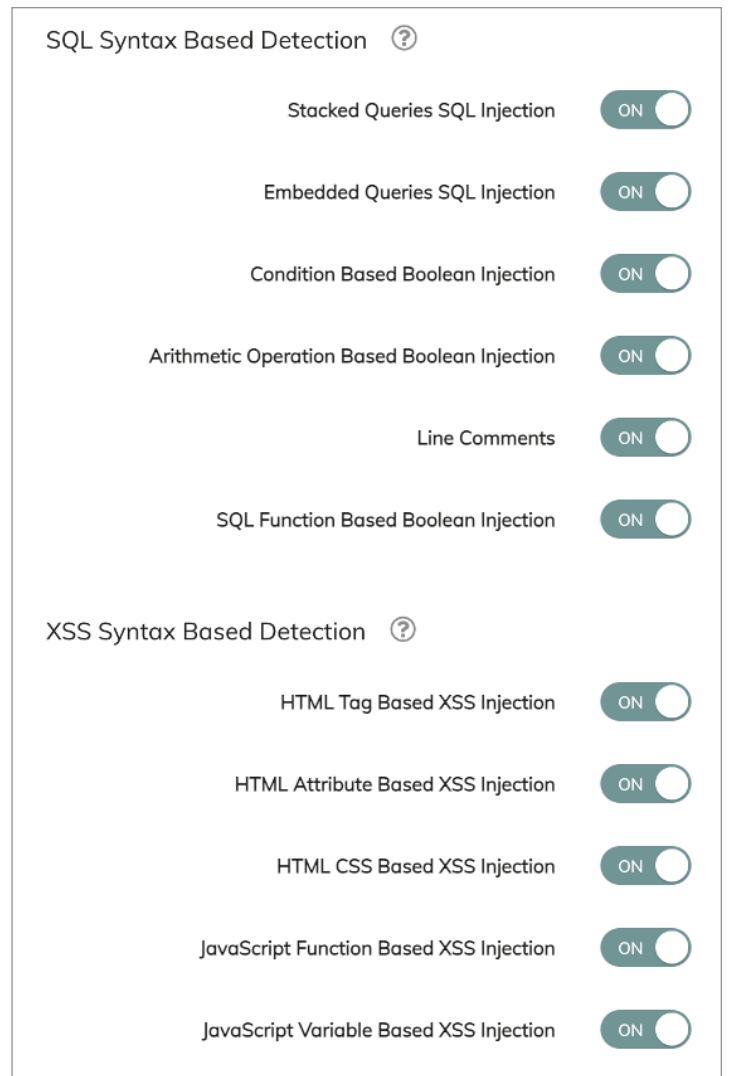 SQL Syntax Based Detection ?
Stacked Queries SQL Injection ON
Embedded Queries SQL Injection ON
Condition Based Boolean Injection ON
Arithmetic Operation Based Boolean Injection ON
Line Comments ON
SQL Function Based Boolean Injection ON
XSS Syntax Based Detection ?
HTML Tag Based XSS Injection ON
HTML Attribute Based XSS Injection ON
HTML CSS Based XSS Injection ON
JavaScript Function Based XSS Injection ON
JavaScript Variable Based XSS Injection ON